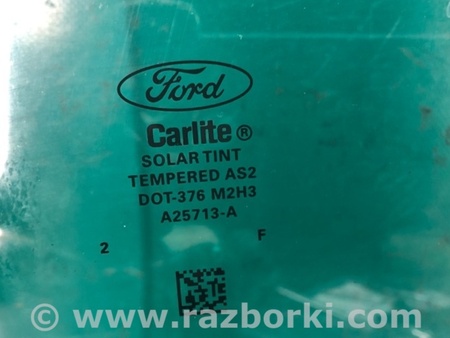 Ford
Carlite®
SOLAR TINT
TEMPERED AS2
DOT-376 M2H3
A25713-A
2 F
© www.razborki.com